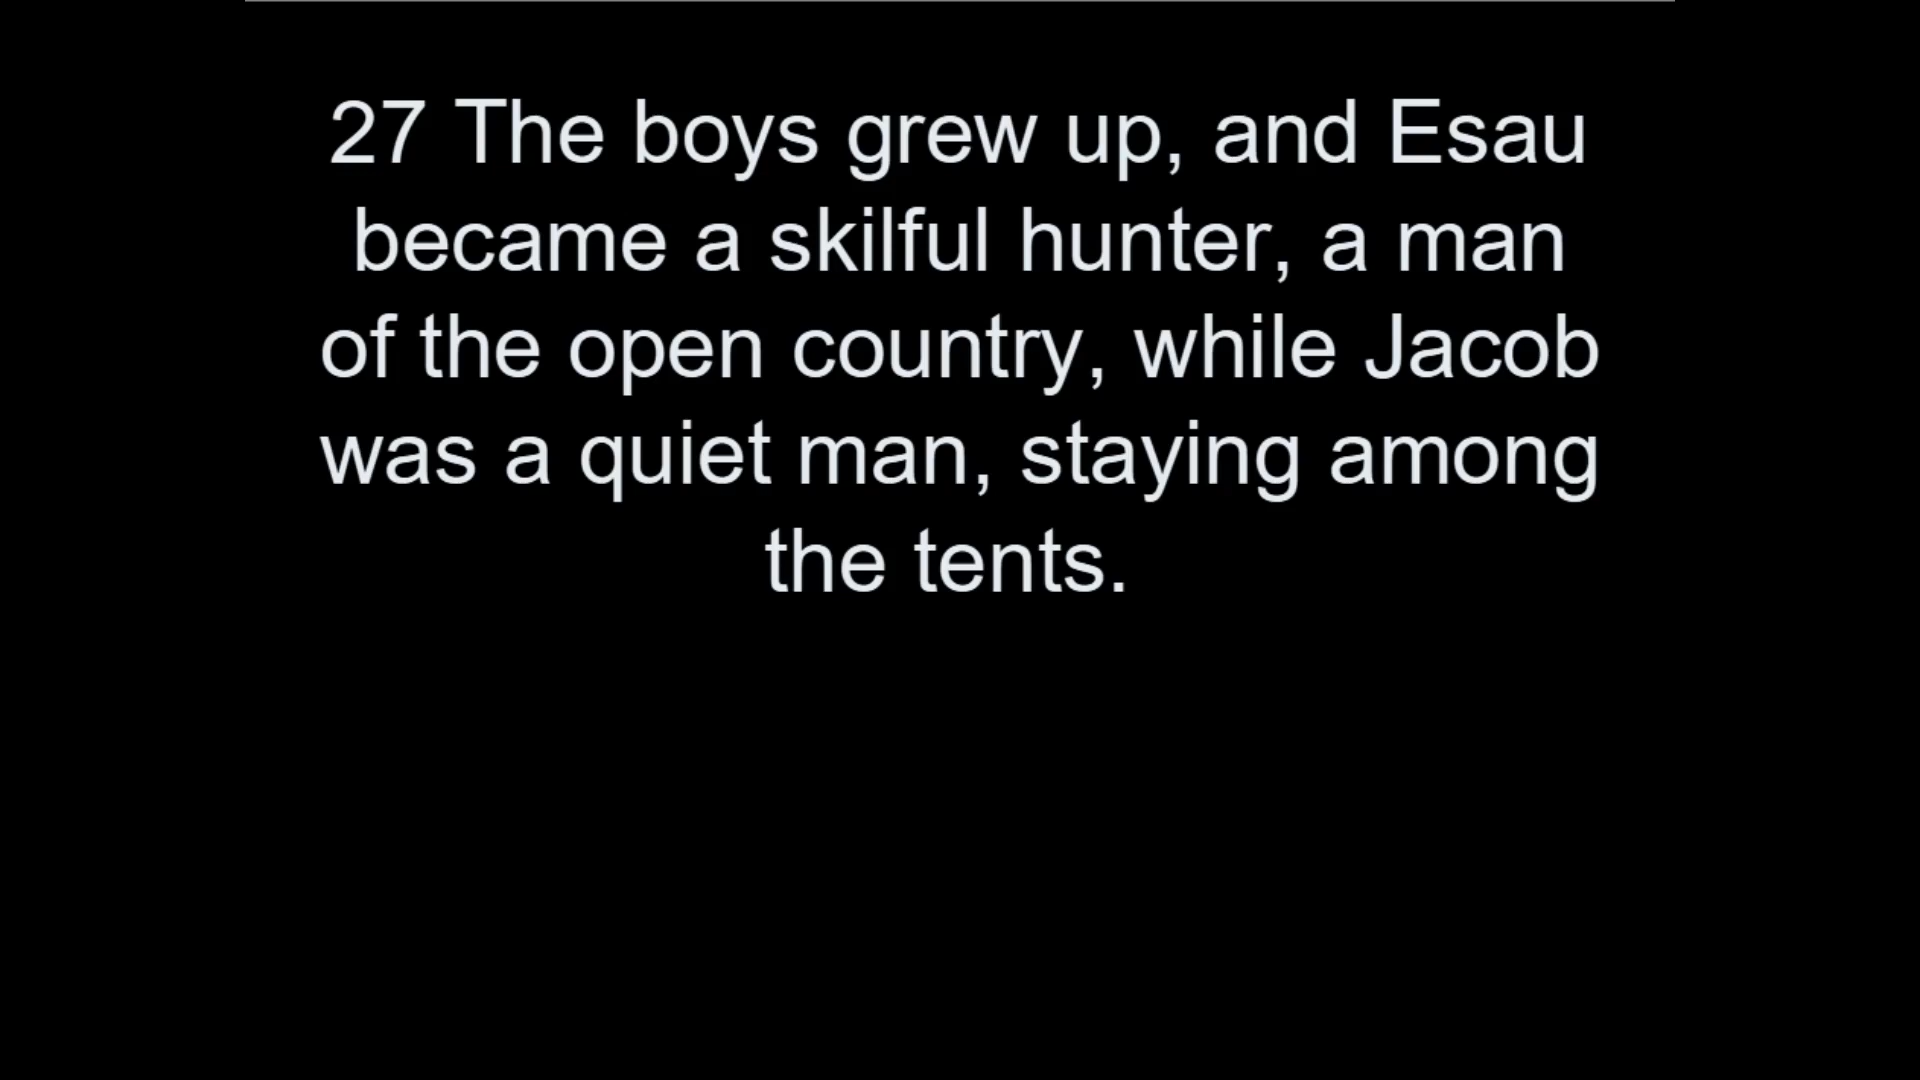 27 The boys grew up, and Esau
became a skilful hunter, a man
of the open country, while Jacob
was a quiet man, staying among
the tents.